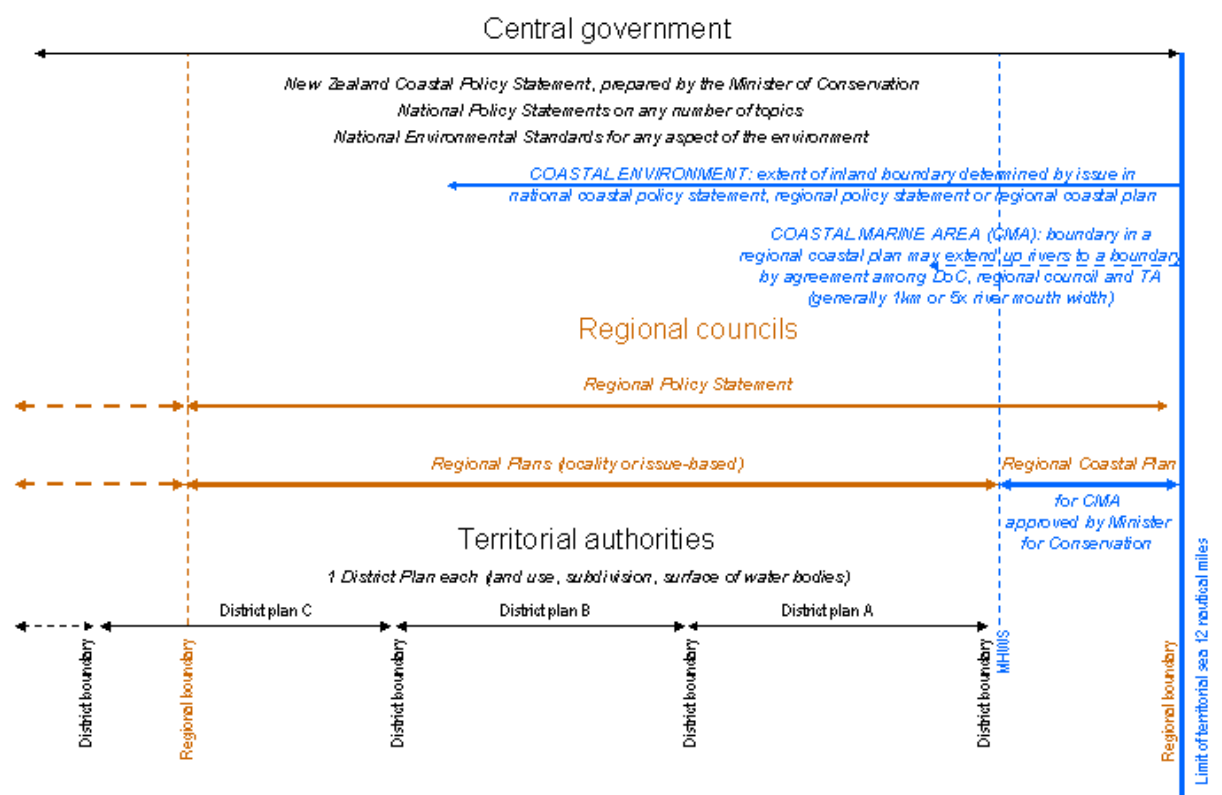 Central government
New Zealand Coastal Policy Statement, prepared by the Minister of Conservation
National Policy Statements on any number of topics
National Environmental Standards for any aspect of the environment
COASTAL ENVIRONMENT: extent of inland boundary determined by issue in
national coastal policy statement, regional policy statement or regional coastal plan
COASTAL MARINE AREA (CMA): boundary in a
regional coastal plan may extend up rivers to a boundary
by agreement among DoC, regional council and TA
(generally 1km or 5x river mouth width)
Regional councils
Regional Policy Statement
Regional Plans (locality or issue-based)
Regional Coastal Plan
for CMA
approved by Minister
for Conservation
Territorial authorities
1 District Plan each (land use, subdivision, surface of water bodies)
District plan C
District plan B
District plan A
District boundary
Regional boundary
District boundary
District boundary
District boundary
MHWS
Regional boundary
Limit of territorial sea 12 nautical miles